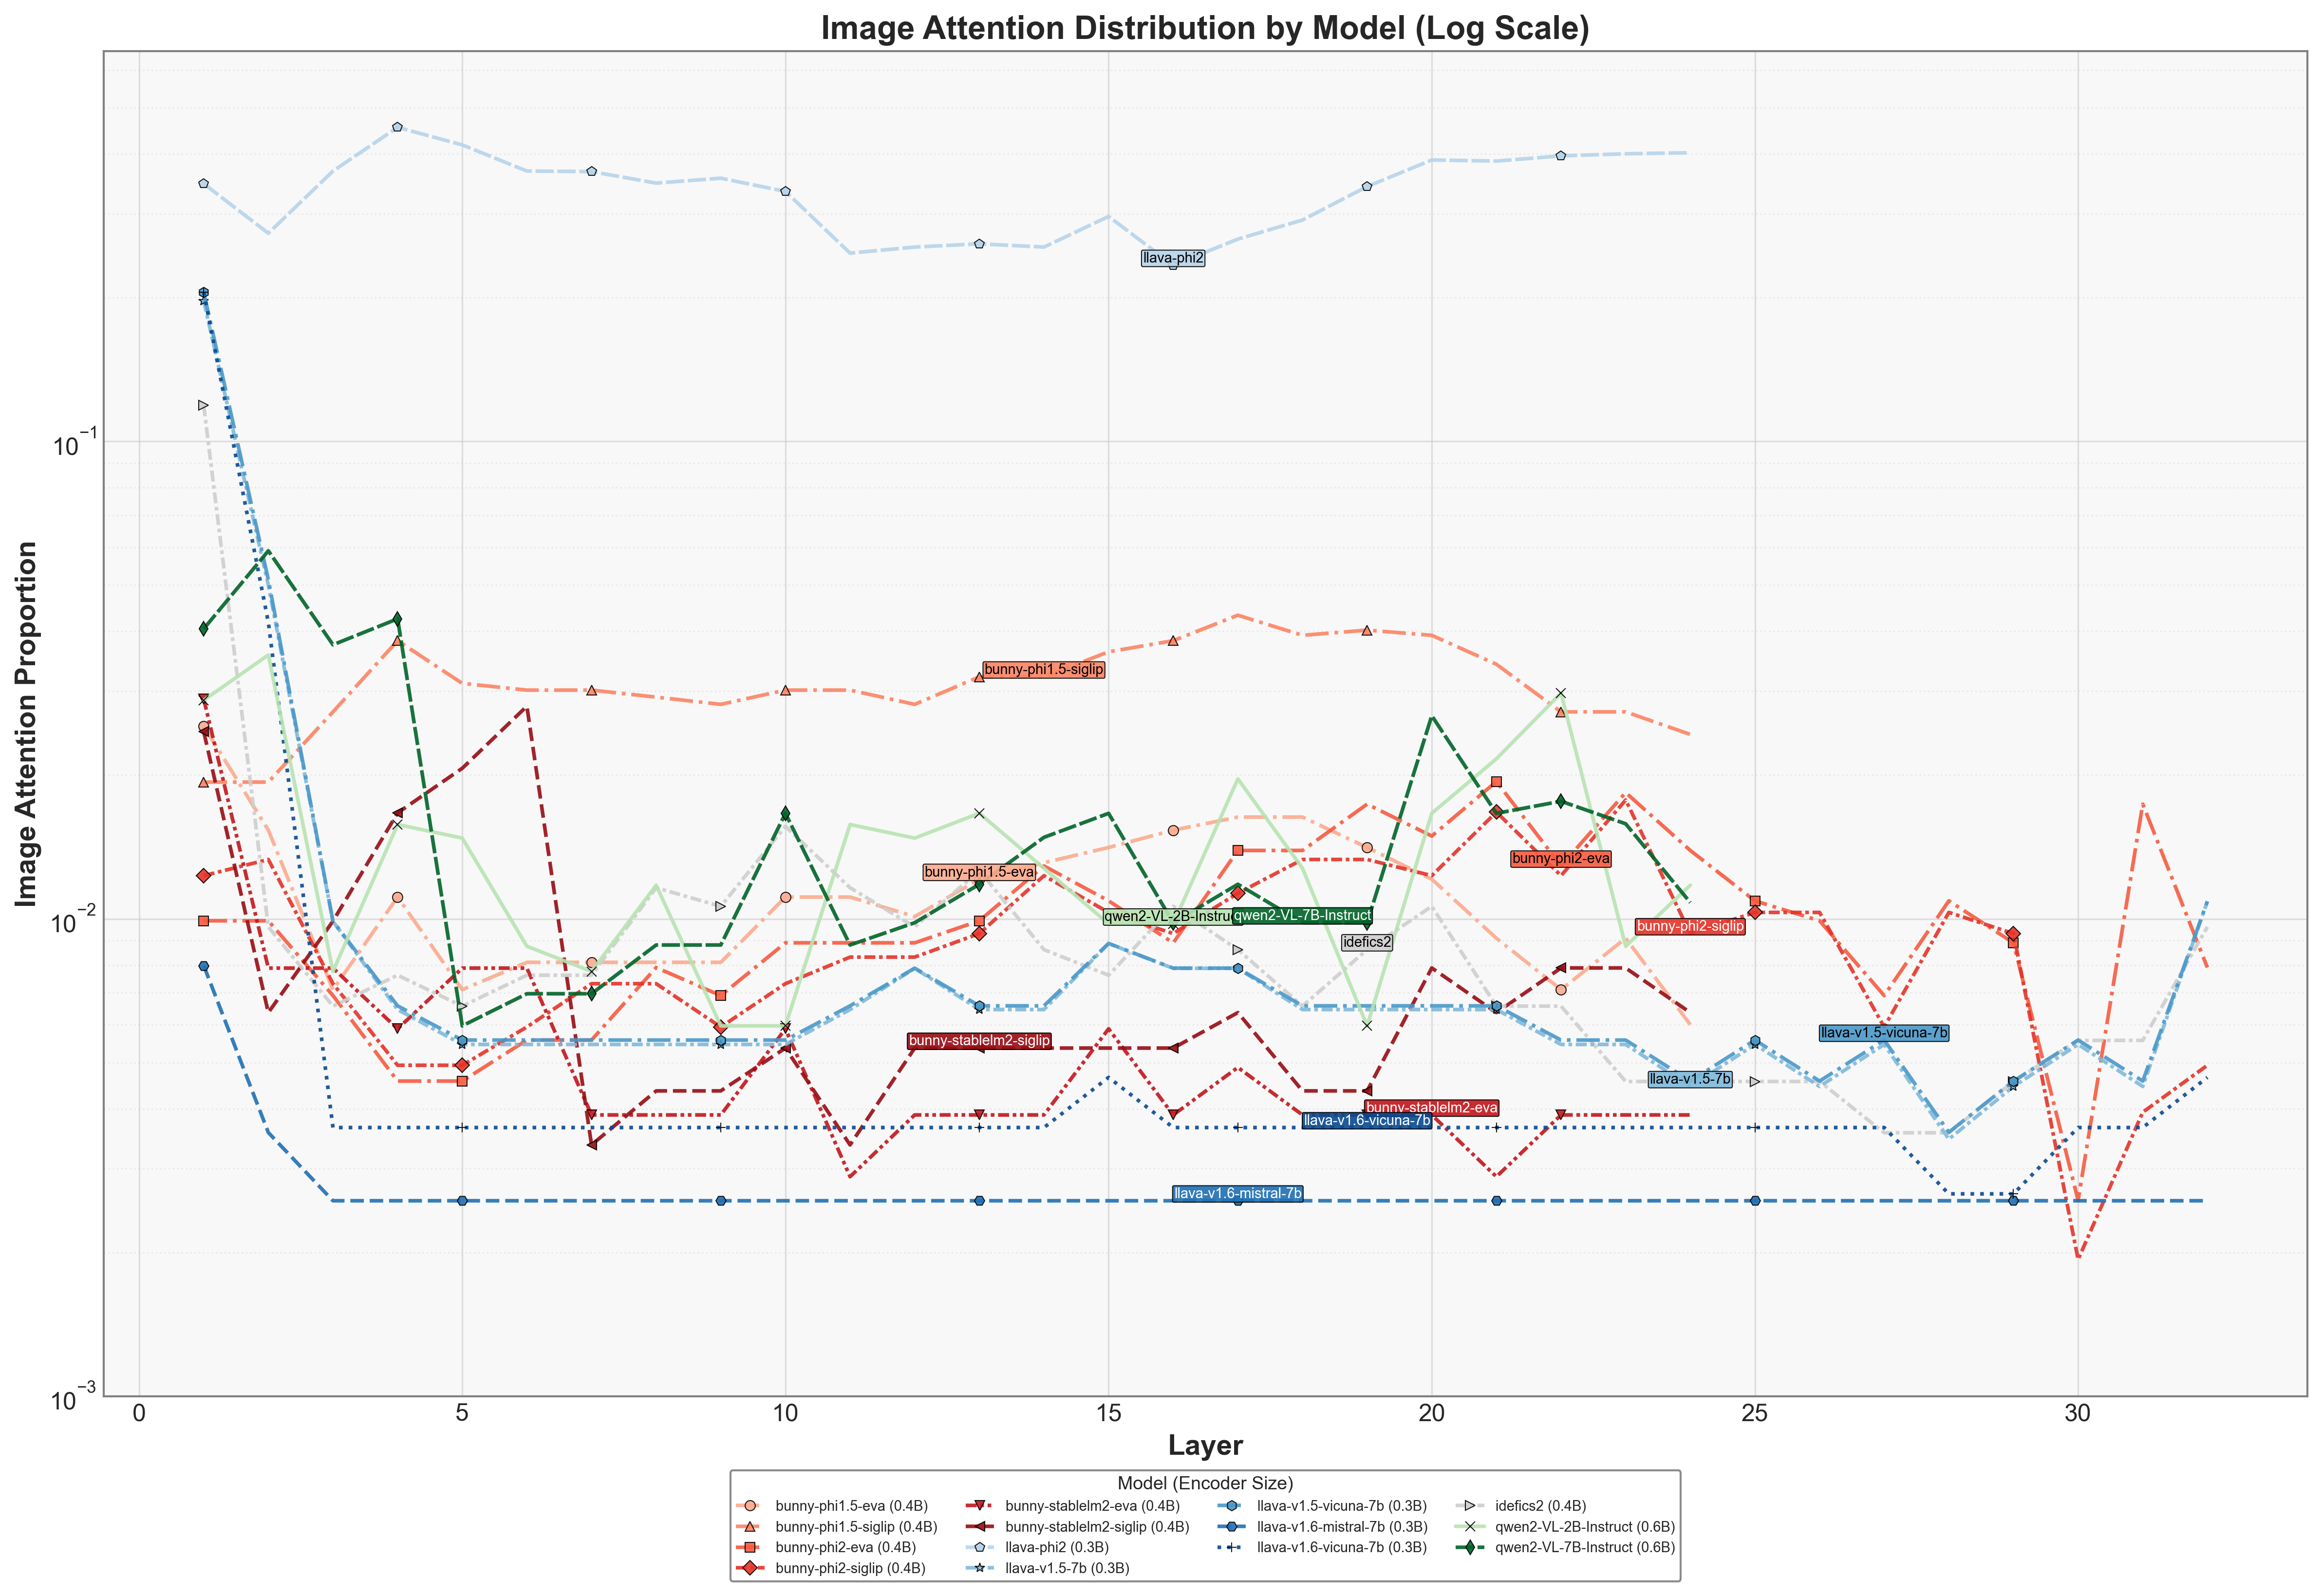 Image Attention Distribution by Model (Log Scale)
Image Attention Proportion
10⁻¹
10⁻²
10⁻³
llava-phi2
bunny-phi1.5-siglip
bunny-phi1.5-eva
bunny-phi2-eva
qwen2-VL-2B-Instruc
qwen2-VL-7B-Instruct
bunny-phi2-siglip
idefics2
bunny-stablelm2-siglip
llava-v1.5-vicuna-7b
llava-v1.5-7b
bunny-stablelm2-eva
llava-v1.6-vicuna-7b
llava-v1.6-mistral-7b
0 5 10 15 20 25 30
Layer
Model (Encoder Size)
bunny-phi1.5-eva (0.4B)
bunny-phi1.5-siglip (0.4B)
bunny-phi2-eva (0.4B)
bunny-phi2-siglip (0.4B)
bunny-stablelm2-eva (0.4B)
bunny-stablelm2-siglip (0.4B)
llava-phi2 (0.3B)
llava-v1.5-7b (0.3B)
llava-v1.5-vicuna-7b (0.3B)
llava-v1.6-mistral-7b (0.3B)
llava-v1.6-vicuna-7b (0.3B)
idefics2 (0.4B)
qwen2-VL-2B-Instruct (0.6B)
qwen2-VL-7B-Instruct (0.6B)